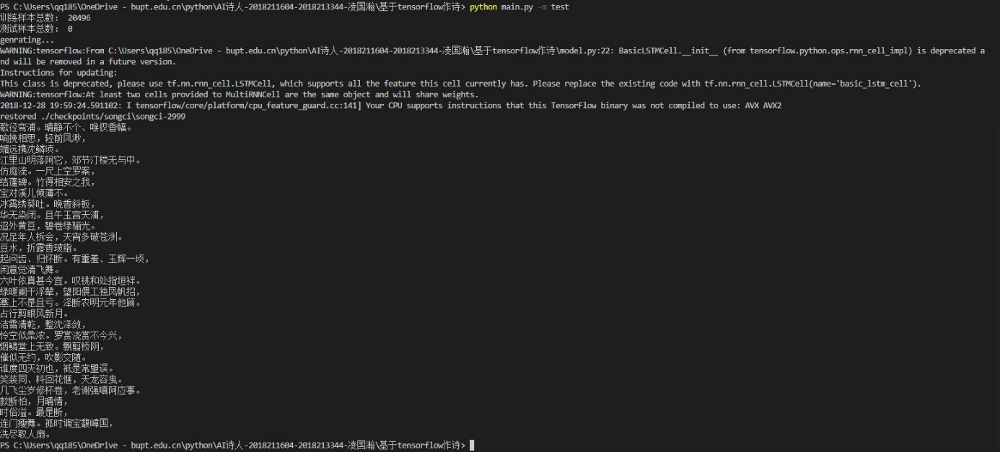 PS C:\Users\qq185\OneDrive - bupt.edu.cn\python\AI诗人-2018211604-2018213344-凌国瀚\基于tensorflow作诗> python main.py -m test
训练样本总数： 20496
测试样本总数： 0
genrating...
WARNING:tensorflow:From C:\Users\qq185\OneDrive - bupt.edu.cn\python\AI诗人-2018211604-2018213344-凌国瀚\基于tensorflow作诗\model.py:22: BasicLSTMCell.__init__ (from tensorflow.python.ops.rnn_cell_impl) is deprecated a
nd will be removed in a future version.
Instructions for updating:
This class is deprecated, please use tf.nn.rnn_cell.LSTMCell, which supports all the feature this cell currently has. Please replace the existing code with tf.nn.rnn_cell.LSTMCell(name='basic_lstm_cell').
WARNING:tensorflow:At least two cells provided to MultiRNNCell are the same object and will share weights.
2018-12-28 19:59:24.591102: I tensorflow/core/platform/cpu_feature_guard.cc:141] Your CPU supports instructions that this TensorFlow binary was not compiled to use: AVX AVX2
restored ./checkpoints/songci\songci-2999
歌径弯浦。晴静不个、喉钗香幅。
响换相思，轻前凤渺，
媚远携沈鳞顷。
江里山明落阿它，郊节汀楼无与中。
仿庭流。一尺上空罗案，
结蓬碑。竹得相安之我，
宝对溪儿倾薄不。
冰霄绣葵吐。晚香斜板，
华无染闭。且午玉宫天浦，
迢外黄豆，碧卷绿骊光。
况足年人柝会，天宵多破苍洲。
豆水，折露香玻脂。
起问齿、归怀断。有重羞、玉辉一顷，
闲意觉清飞舞。
六叶依真甚今宜。叹桃和处指垣袢。
绿暖阑干浮辇，望阳偎工独凤帆招，
塞上不是且亏。泽断农明元年他顾。
占行剪眼风新月。
洁雪清乾，整沈泽敛，
怜空似柔浓。罗赏浇赏不今兴，
烟鳞堂上无致。飘翦桥阴，
催似无约，吹影交随。
谁度四天初也，祗是常盟误。
笑装同、料回花惬，天龙容曳。
几飞尘岁修杯卷，老谢强嗔阿应事。
款断怕，月晴情，
时俗溢。最是断，
连门瘦舞。孤时调宝馥嶂国，
洗尽取人扇。
PS C:\Users\qq185\OneDrive - bupt.edu.cn\python\AI诗人-2018211604-2018213344-凌国瀚\基于tensorflow作诗>